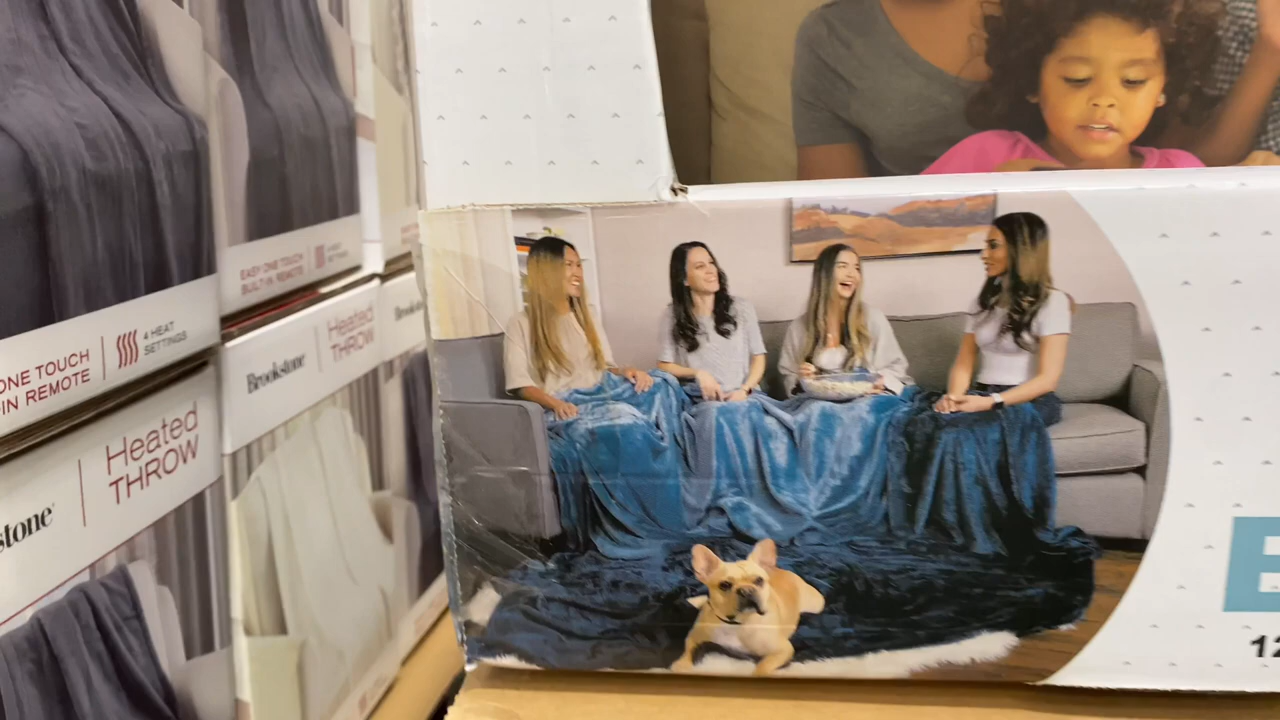 EASY ONE TOUCH
BUILT-IN REMOTE
ONE TOUCH
-IN REMOTE
4 HEAT
SETTINGS
Brookstone
Heated
THROW
stone
Heated
THROW
12